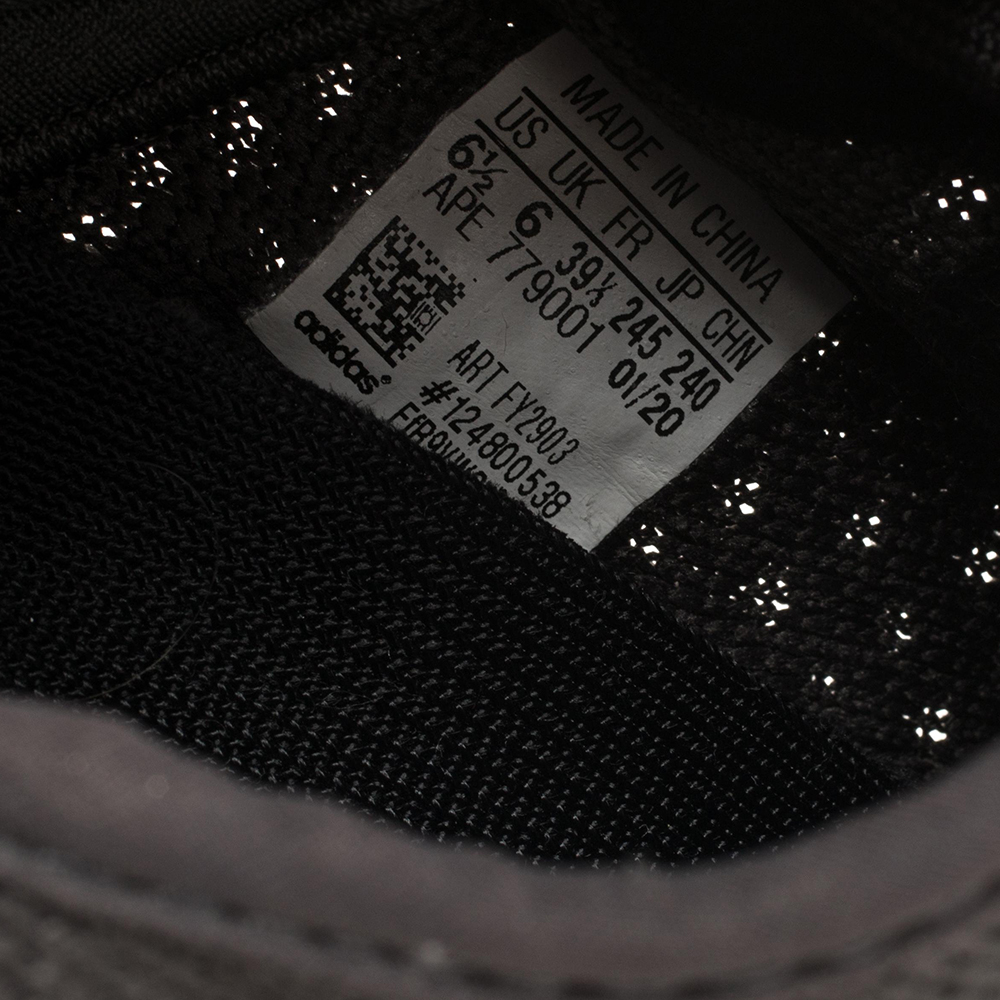 MADE IN CHINA
US UK FR JP CHN
6½ 6 39⅓ 245 240
APE 779001 01/20
ART FY2903
#124800538
adidas®